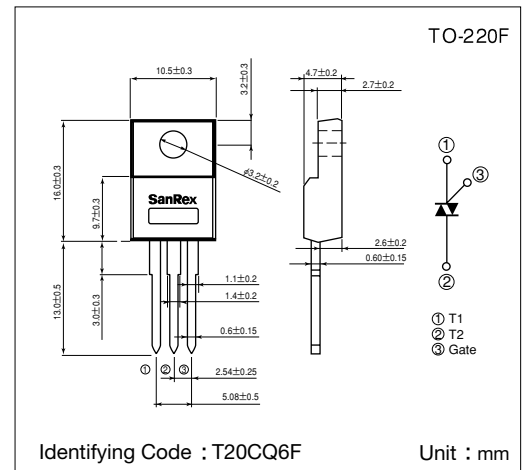 TO-220F
10.5±0.3
3.2±0.3
4.7±0.2
2.7±0.2
16.0±0.3
9.7±0.3
φ3.2±0.2
SanRex
①
③
②
2.6±0.2
0.60±0.15
13.0±0.5
3.0±0.3
1.1±0.2
1.4±0.2
0.6±0.15
① ② ③
2.54±0.25
5.08±0.5
① T1
② T2
③ Gate
Identifying Code：T20CQ6F
Unit：mm